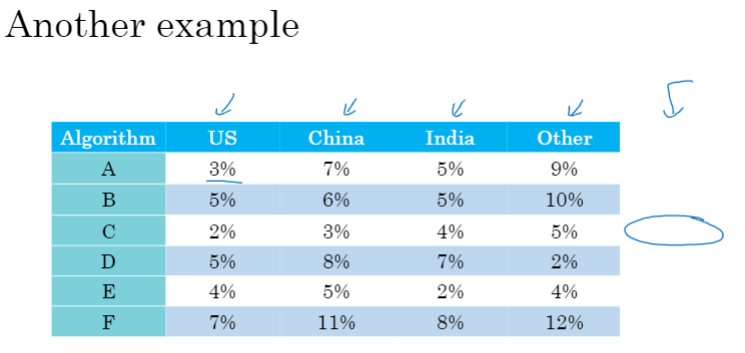 Another example
Algorithm US China India Other
A 3% 7% 5% 9%
B 5% 6% 5% 10%
C 2% 3% 4% 5%
D 5% 8% 7% 2%
E 4% 5% 2% 4%
F 7% 11% 8% 12%